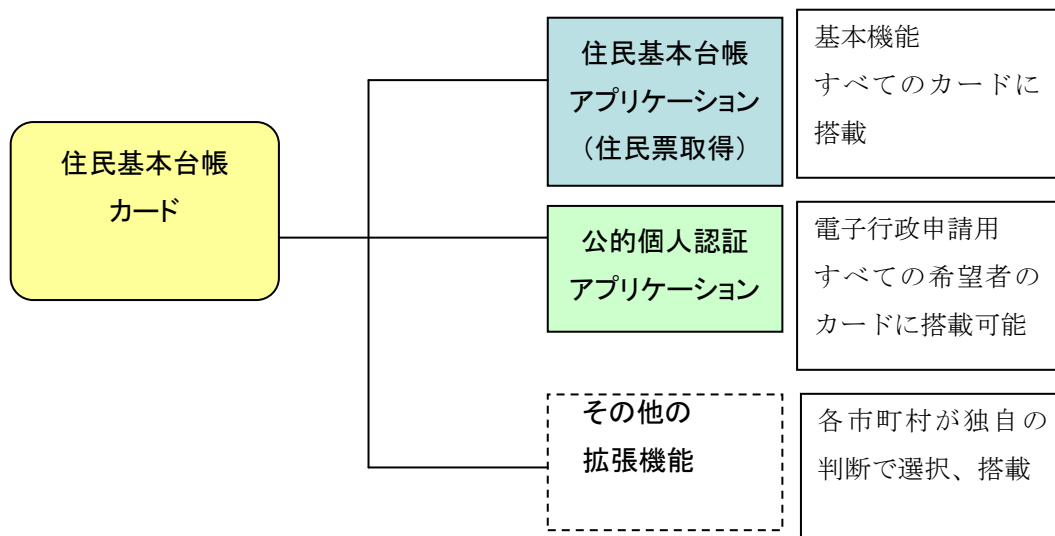 住民基本台帳
カード
住民基本台帳
アプリケーション
（住民票取得）
基本機能
すべてのカードに
搭載
公的個人認証
アプリケーション
電子行政申請用
すべての希望者の
カードに搭載可能
その他の
拡張機能
各市町村が独自の
判断で選択、搭載